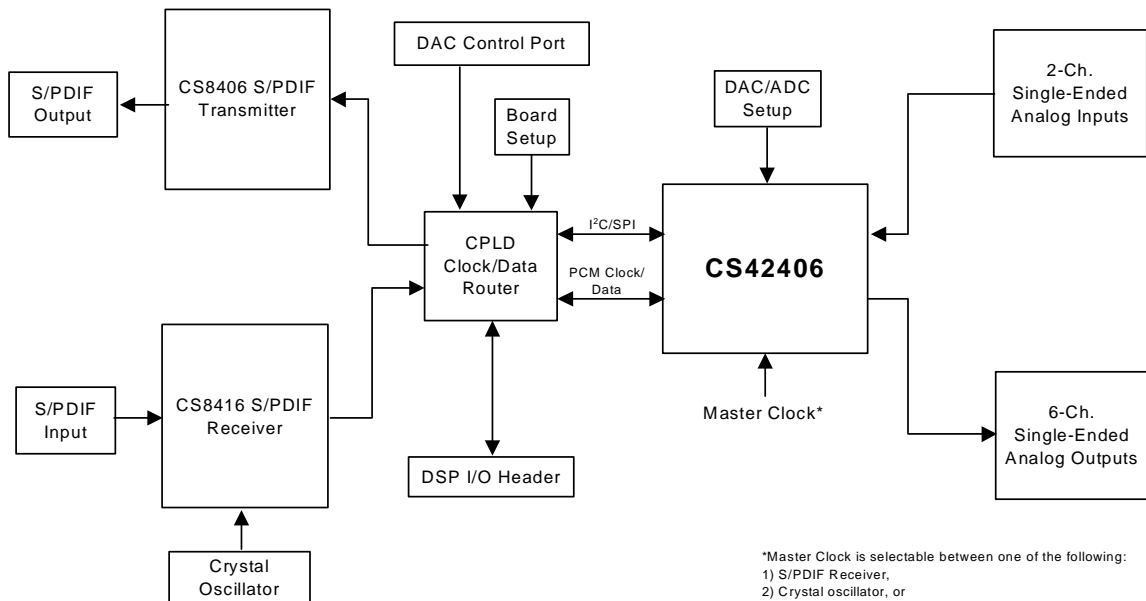 DAC Control Port
S/PDIF
Output
CS8406 S/PDIF
Transmitter
Board
Setup
DAC/ADC
Setup
2-Ch.
Single-Ended
Analog Inputs
CPLD
Clock/Data
Router
I²C/SPI
PCM Clock/
Data
CS42406
S/PDIF
Input
CS8416 S/PDIF
Receiver
Master Clock*
6-Ch.
Single-Ended
Analog Outputs
DSP I/O Header
Crystal
Oscillator
*Master Clock is selectable between one of the following:
1) S/PDIF Receiver,
2) Crystal oscillator, or